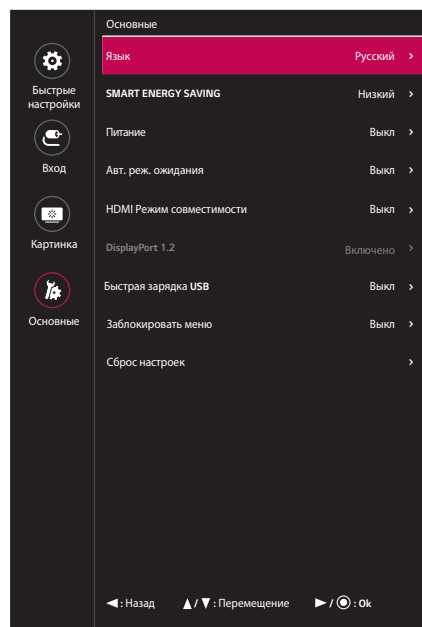 Основные
Быстрые
настройки
Вход
Картинка
Основные
Язык Русский
SMART ENERGY SAVING Низкий
Питание Выкл
Авт. реж. ожидания Выкл
HDMI Режим совместимости Выкл
DisplayPort 1.2 Включено
Быстрая зарядка USB Выкл
Заблокировать меню Выкл
Сброс настроек
◄ : Назад ▲ / ▼ : Перемещение ► / ◉ : Ok